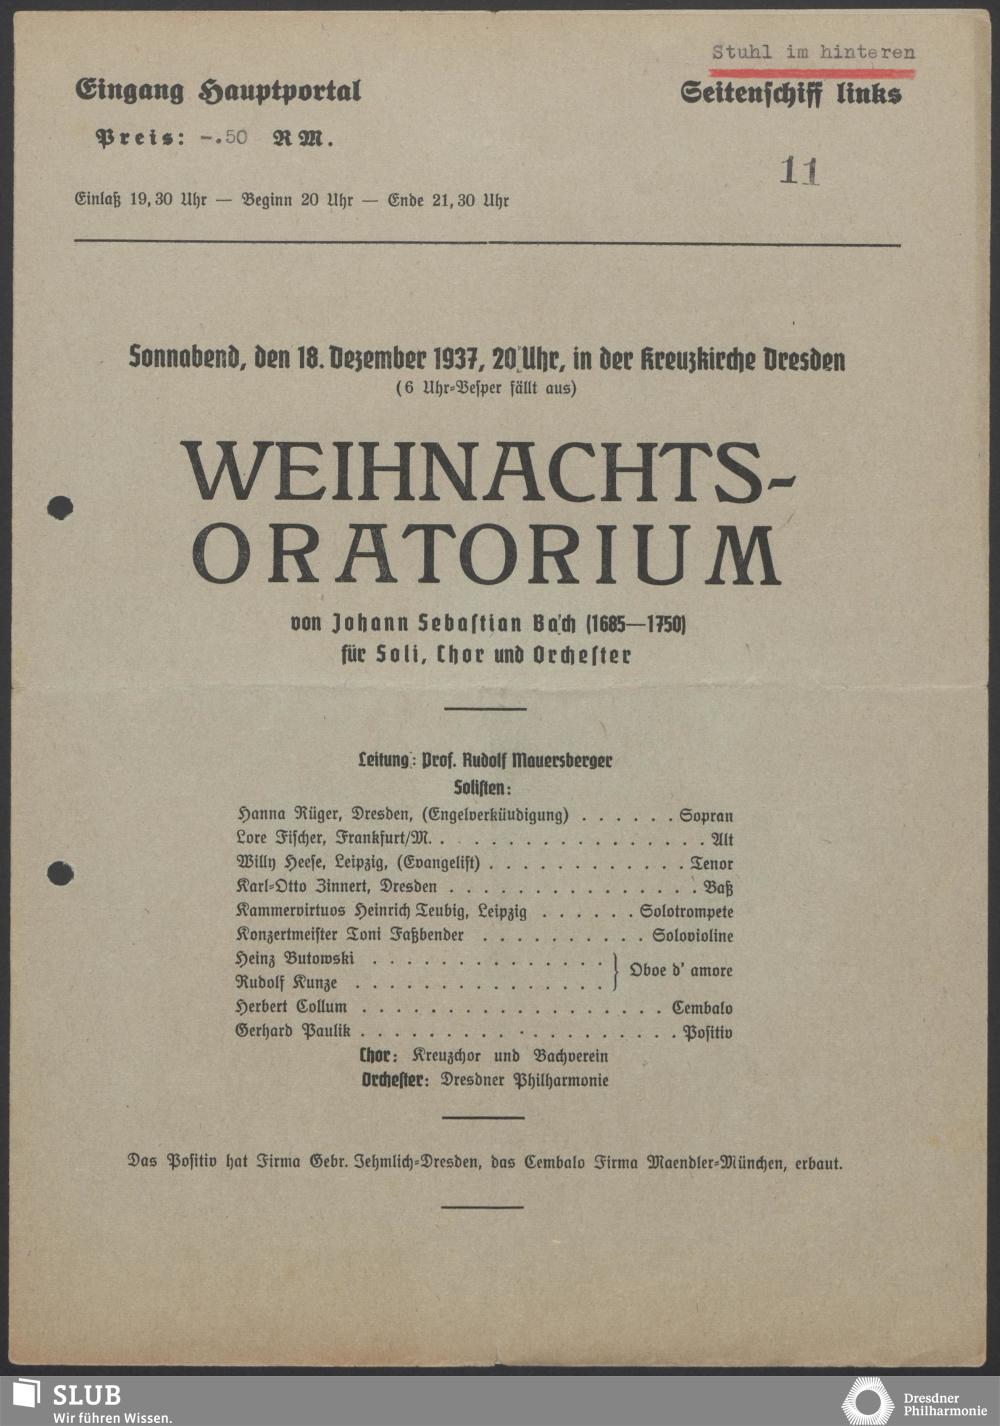 Stuhl im hinteren
Eingang Hauptportal
Seitenſchiff links
Preis: -.50 RM.
11
Einlaß 19,30 Uhr — Beginn 20 Uhr — Ende 21,30 Uhr
Sonnabend, den 18. Dezember 1937, 20 Uhr, in der Kreuzkirche Dresden
(6 Uhr-Veſper fällt aus)
WEIHNACHTS-
ORATORIUM
von Johann Sebaſtian Bach (1685—1750)
für Soli, Chor und Orcheſter
Leitung: Prof. Rudolf Mauersberger
Soliſten:
Hanna Rüger, Dresden, (Engelverküudigung) . . . . . . Sopran
Lore Fiſcher, Frankfurt/M. . . . . . . . . . . . . . . . . . Alt
Willy Heeſe, Leipzig, (Evangeliſt) . . . . . . . . . . . . . Tenor
Karl-Otto Zinnert, Dresden . . . . . . . . . . . . . . . . Baß
Kammervirtuos Heinrich Teubig, Leipzig . . . . . . Solotrompete
Konzertmeiſter Toni Faßbender . . . . . . . . . . Solovioline
Heinz Butowski . . . . . . . . . . . . . . .
Rudolf Kunze . . . . . . . . . . . . . . . . } Oboe d' amore
Herbert Collum . . . . . . . . . . . . . . . . . . Cembalo
Gerhard Paulik . . . . . . . . . . . . . . . . . . . Poſitiv
Chor: Kreuzchor und Bachverein
Orcheſter: Dresdner Philharmonie
Das Poſitiv hat Firma Gebr. Jehmlich-Dresden, das Cembalo Firma Maendler-München, erbaut.
SLUB
Wir führen Wissen.
Dresdner
Philharmonie